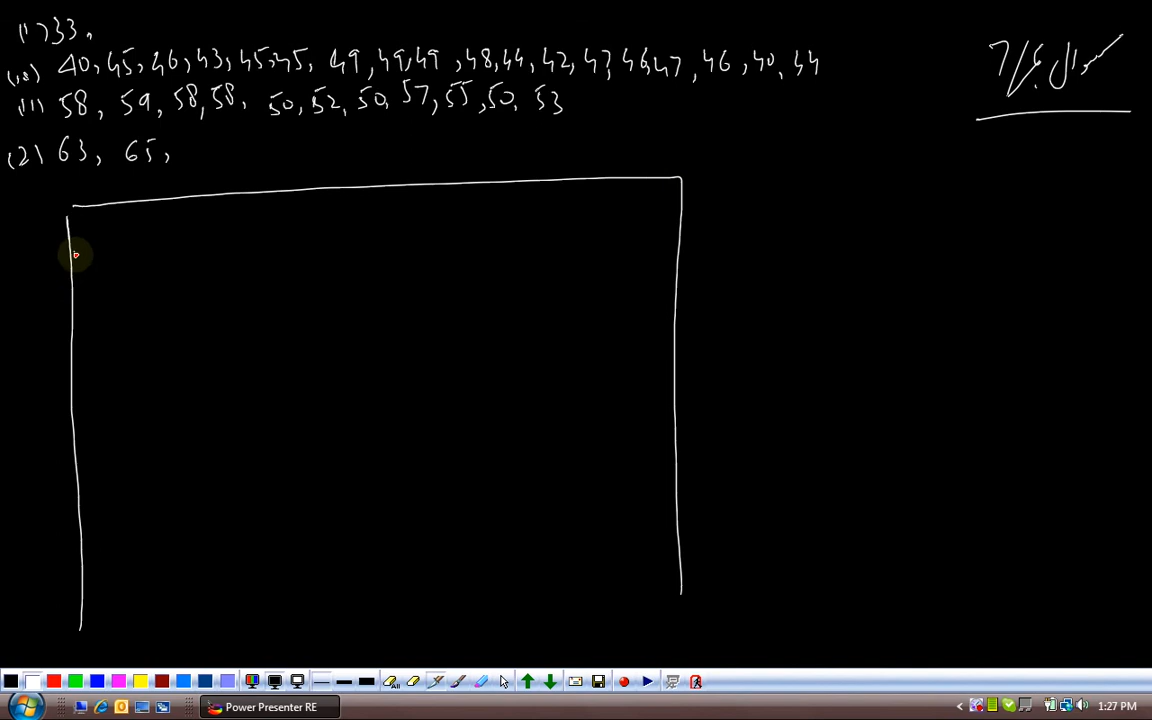 (1) 33,
(10) 40, 45, 46, 43, 45, 45, 49, 49, 49, 48, 44, 42, 47, 46, 47, 46, 40, 44
(11) 58, 59, 58, 58, 50, 52, 50, 57, 55, 50, 53
(2) 63, 65,
سوال
Power Presenter RE
1:27 PM